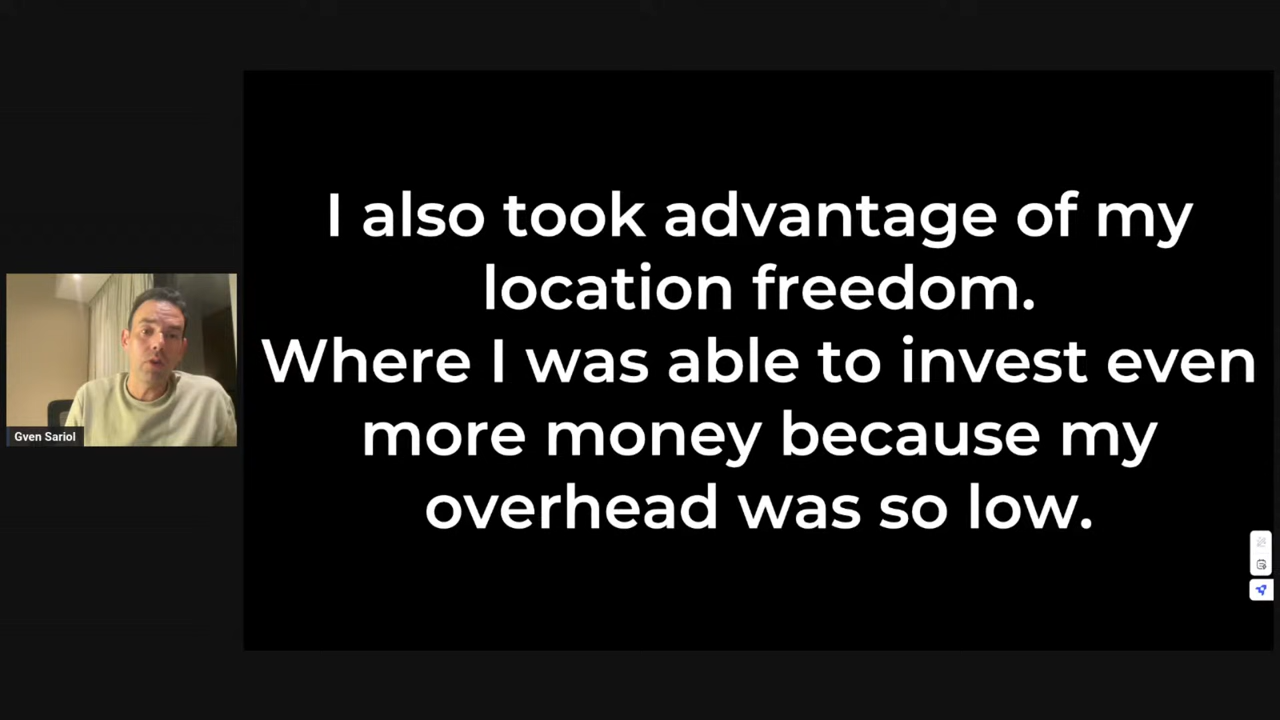 I also took advantage of my
location freedom.
Where I was able to invest even
more money because my
overhead was so low.
Gven Sariol